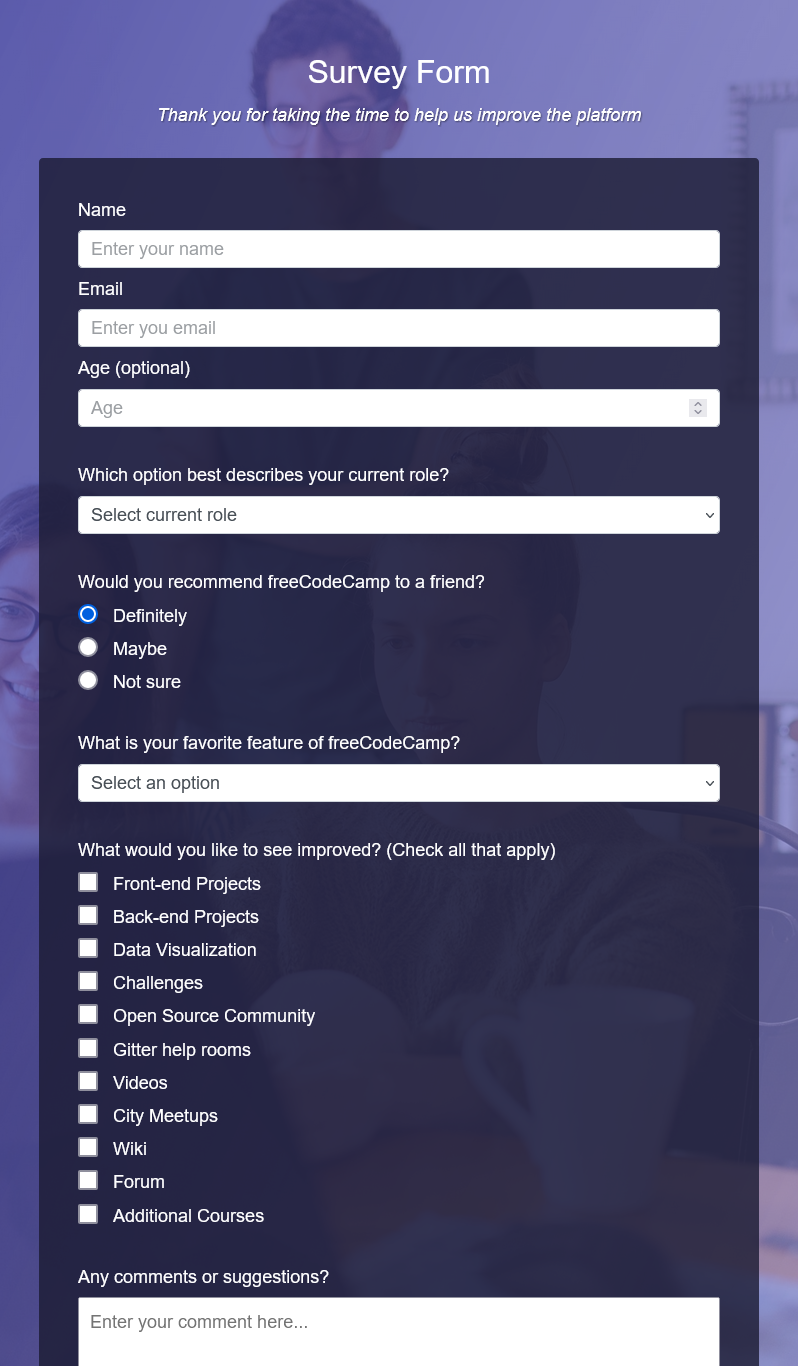 Survey Form
Thank you for taking the time to help us improve the platform
Name
Enter your name
Email
Enter you email
Age (optional)
Age
Which option best describes your current role?
Select current role
Would you recommend freeCodeCamp to a friend?
Definitely
Maybe
Not sure
What is your favorite feature of freeCodeCamp?
Select an option
What would you like to see improved? (Check all that apply)
Front-end Projects
Back-end Projects
Data Visualization
Challenges
Open Source Community
Gitter help rooms
Videos
City Meetups
Wiki
Forum
Additional Courses
Any comments or suggestions?
Enter your comment here...